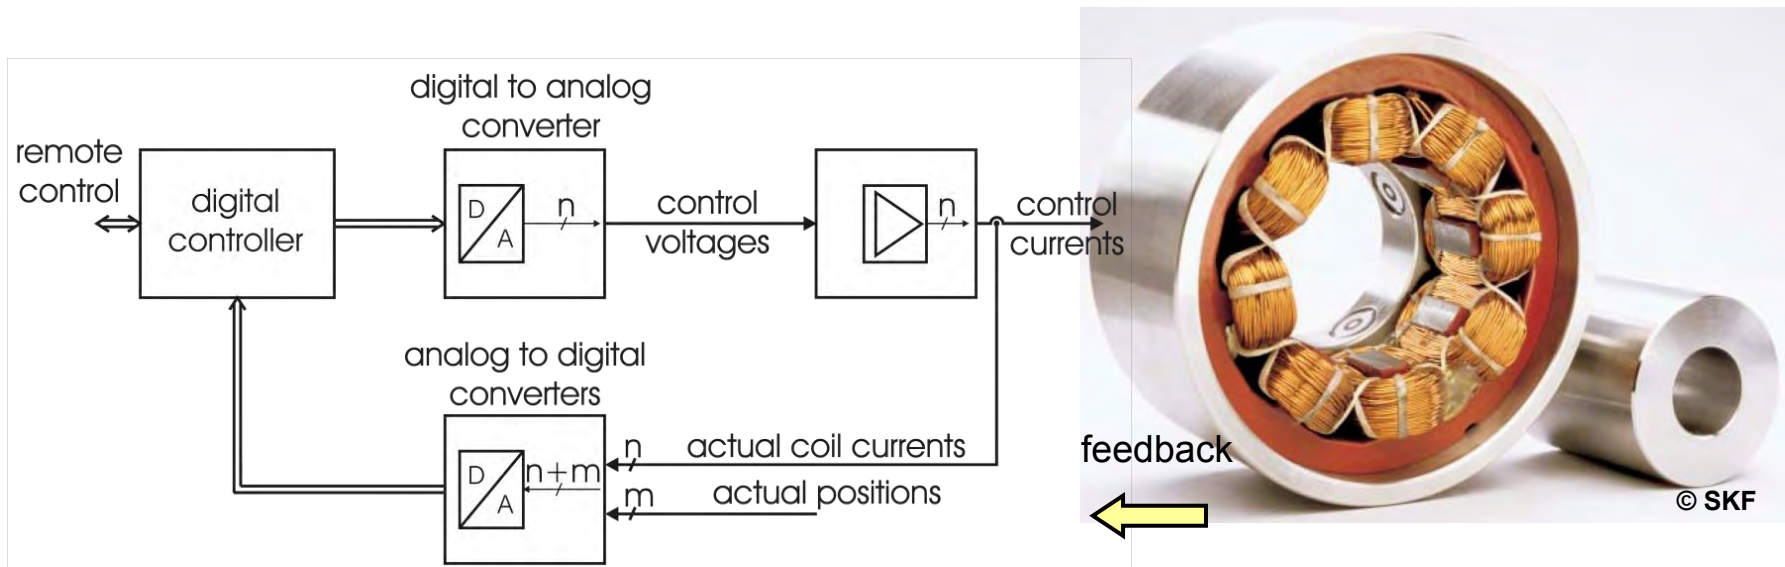 remote
control
digital
controller
digital to analog
converter
D
A
n
control
voltages
n
control
currents
analog to digital
converters
D
A
n+m
n
actual coil currents
m
actual positions
feedback
© SKF